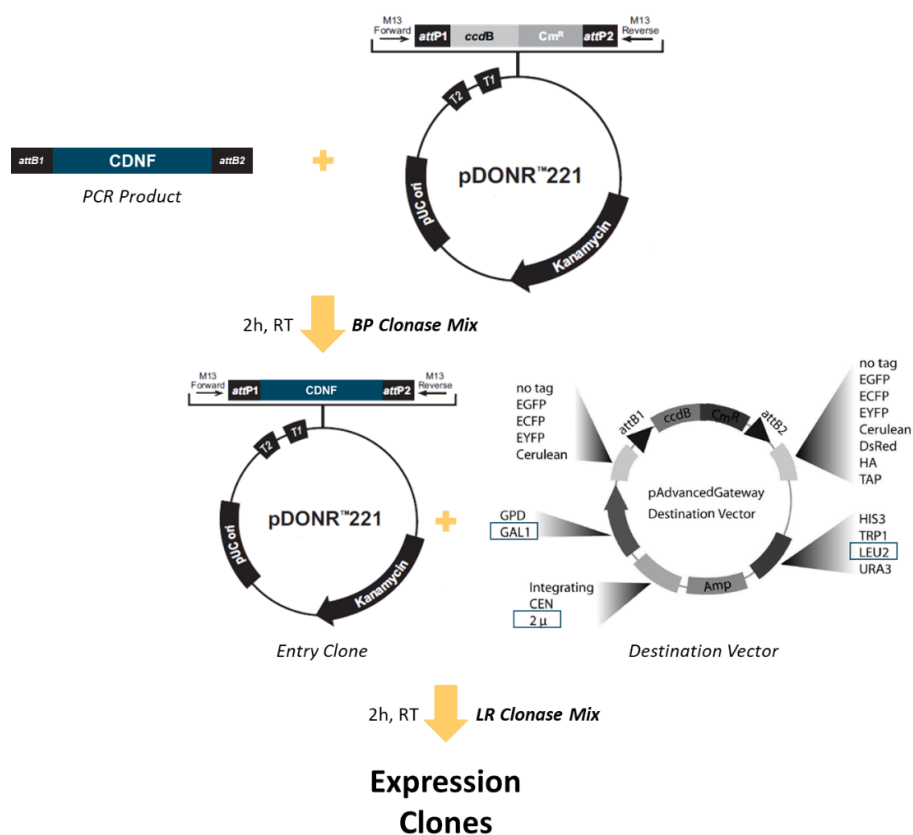 M13
Forward
attP1
ccdB
CmR
attP2
M13
Reverse
T2
T1
pUC ori
pDONR™221
Kanamycin
attB1
CDNF
attB2
PCR Product
2h, RT
BP Clonase Mix
M13
Forward
attP1
CDNF
attP2
M13
Reverse
T2
T1
pUC ori
pDONR™221
Kanamycin
Entry Clone
no tag
EGFP
ECFP
EYFP
Cerulean
attB1
ccdB
CmR
attB2
no tag
EGFP
ECFP
EYFP
Cerulean
DsRed
HA
TAP
pAdvancedGateway
Destination Vector
GPD
GAL1
HIS3
TRP1
LEU2
URA3
Integrating
CEN
2 μ
Amp
Destination Vector
2h, RT
LR Clonase Mix
Expression
Clones